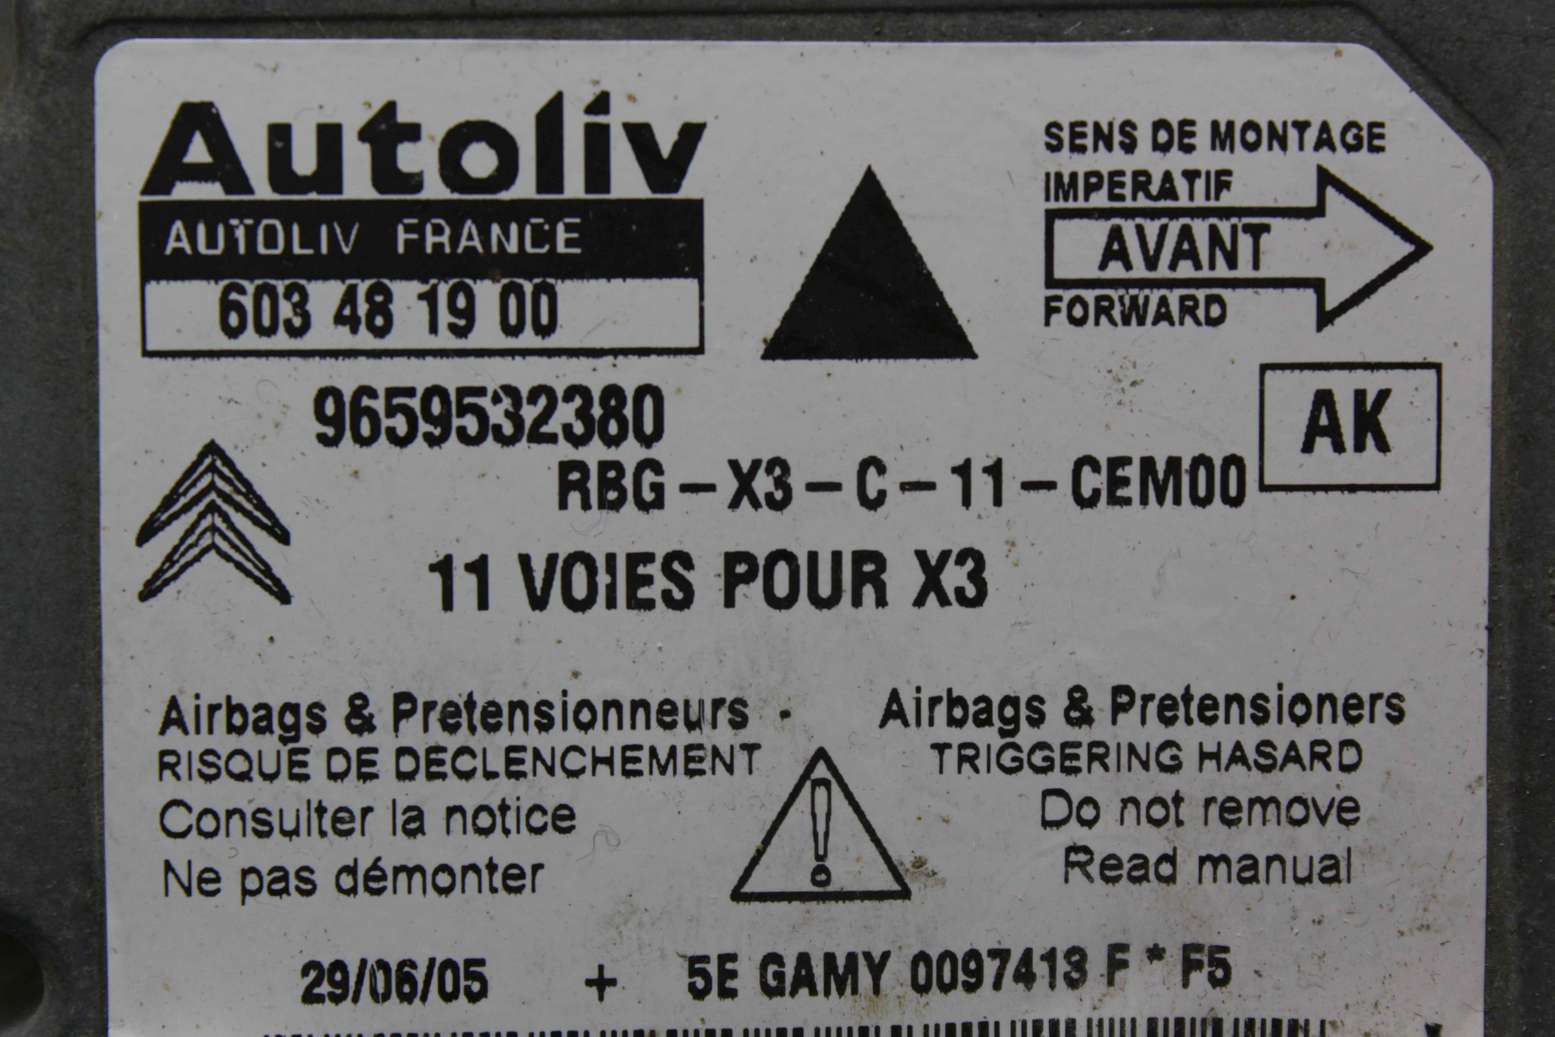 Autoliv
AUTOLIV FRANCE
603 48 19 00
SENS DE MONTAGE
IMPERATIF
AVANT
FORWARD
9659532380
AK
RBG-X3-C-11-CEM00
11 VOIES POUR X3
Airbags & Pretensionneurs
RISQUE DE DECLENCHEMENT
Consulter la notice
Ne pas démonter
Airbags & Pretensioners
TRIGGERING HASARD
Do not remove
Read manual
29/06/05 + 5E GAMY 0097413 F * F5